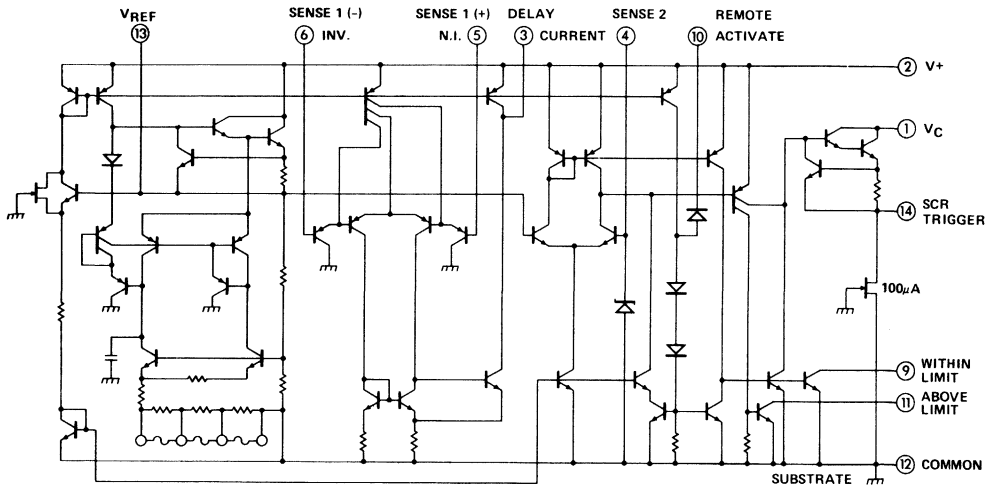 VREF
⑬
SENSE 1 (-)
⑥ INV.
SENSE 1 (+)
N.I. ⑤
DELAY
③ CURRENT
SENSE 2
④
REMOTE
⑩ ACTIVATE
② V+
① VC
⑭ SCR
TRIGGER
100μA
⑨ WITHIN
LIMIT
⑪ ABOVE
LIMIT
⑫ COMMON
SUBSTRATE